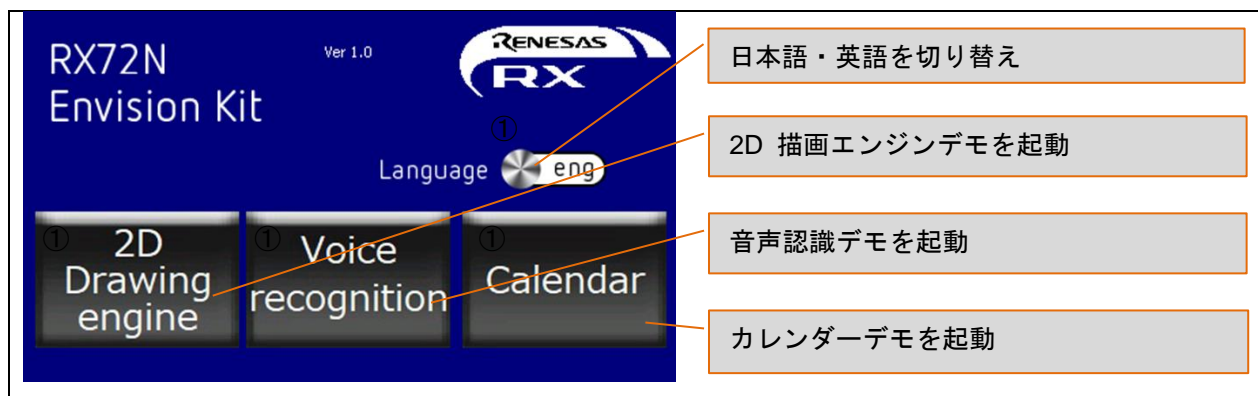 RX72N
Envision Kit
Ver 1.0
RENESAS
RX
①
Language eng
① 2D
Drawing
engine
① Voice
recognition
①
Calendar
日本語・英語を切り替え
2D 描画エンジンデモを起動
音声認識デモを起動
カレンダーデモを起動